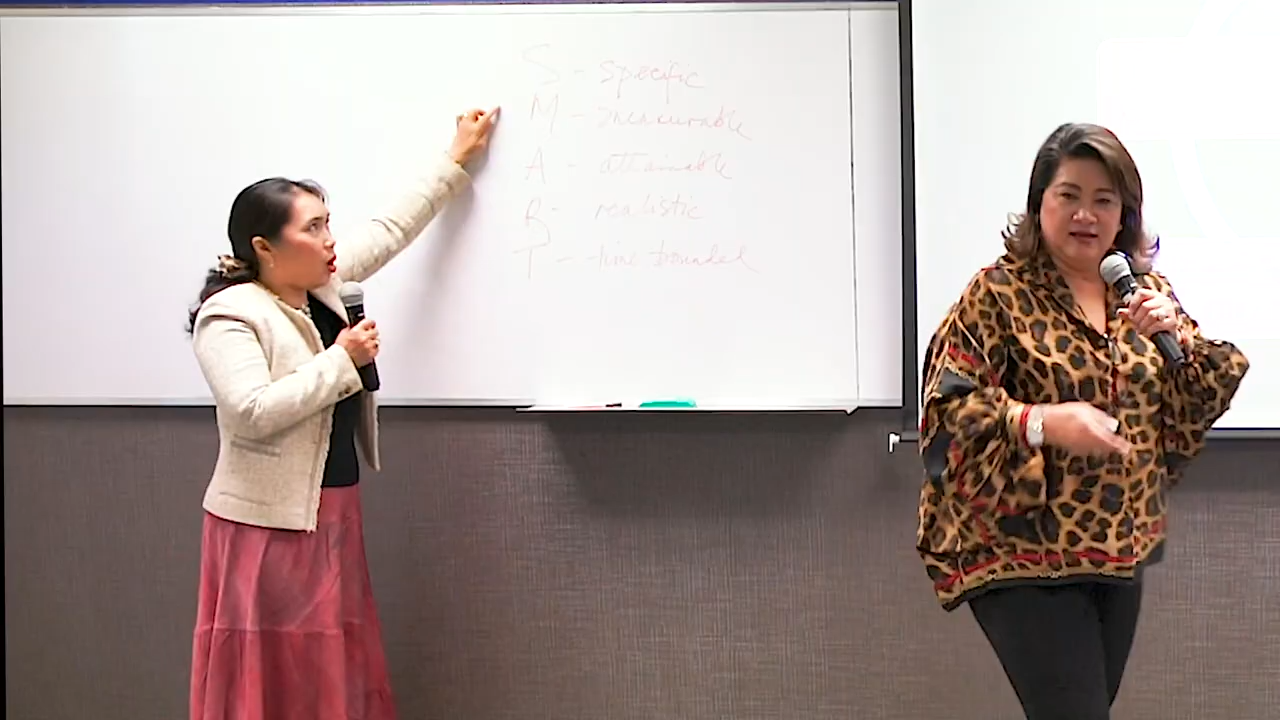 S - specific
M - measurable
A - attainable
R - realistic
T - time bounded